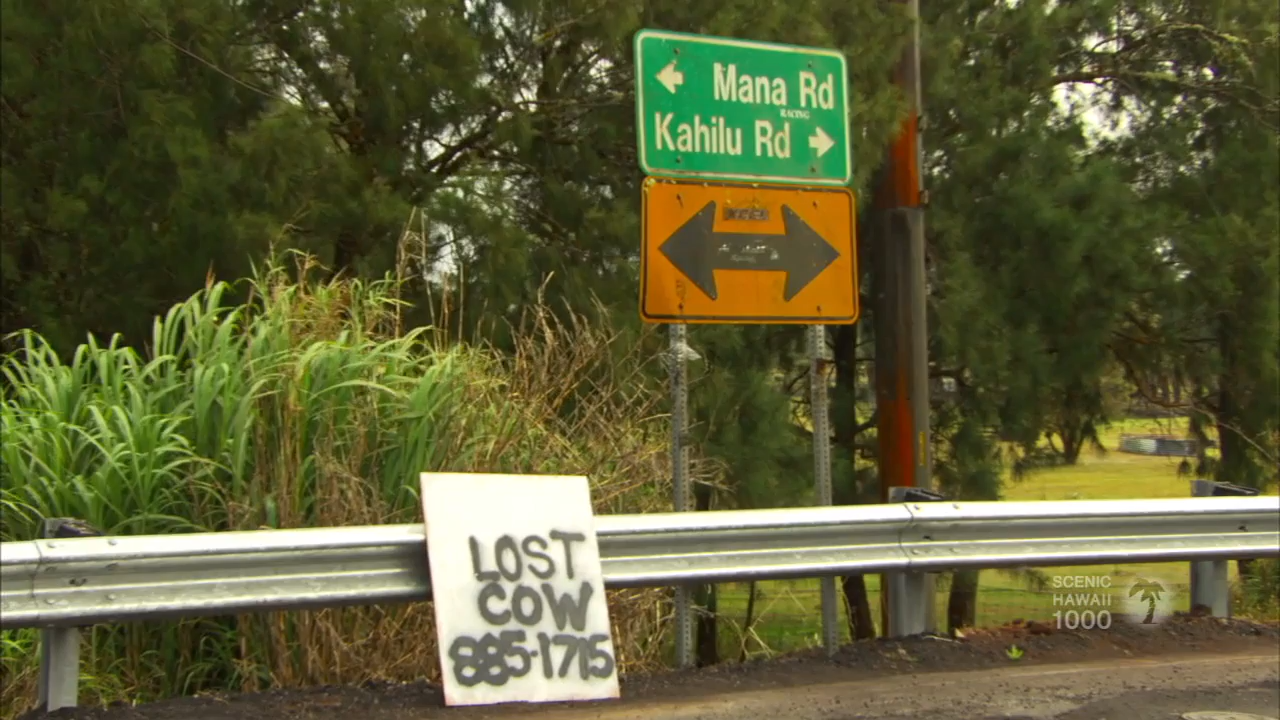 Mana Rd
RACING
Kahilu Rd
LOST
COW
885-1715
SCENIC
HAWAII
1000